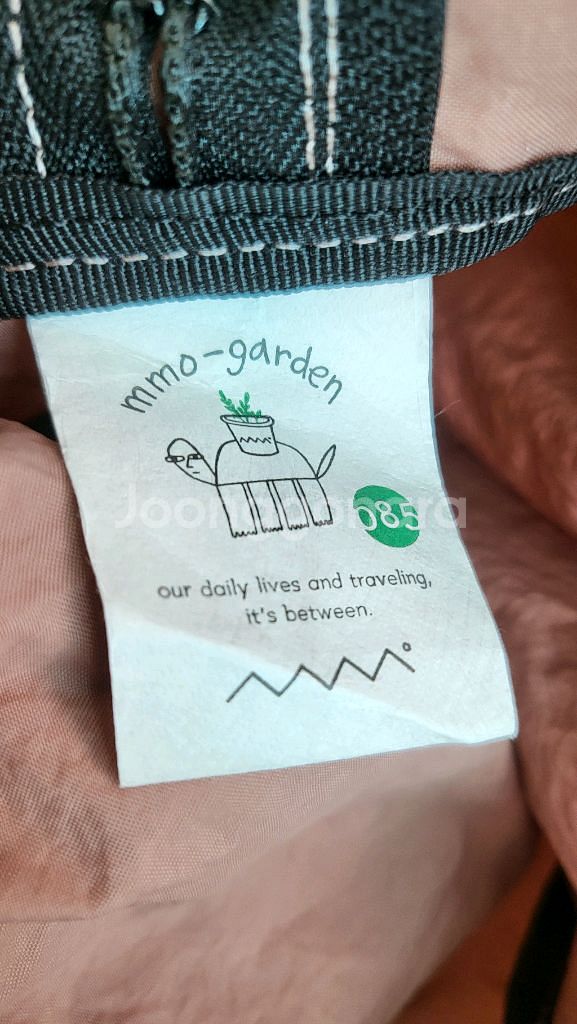 mmo-garden
085
our daily lives and traveling,
it's between.